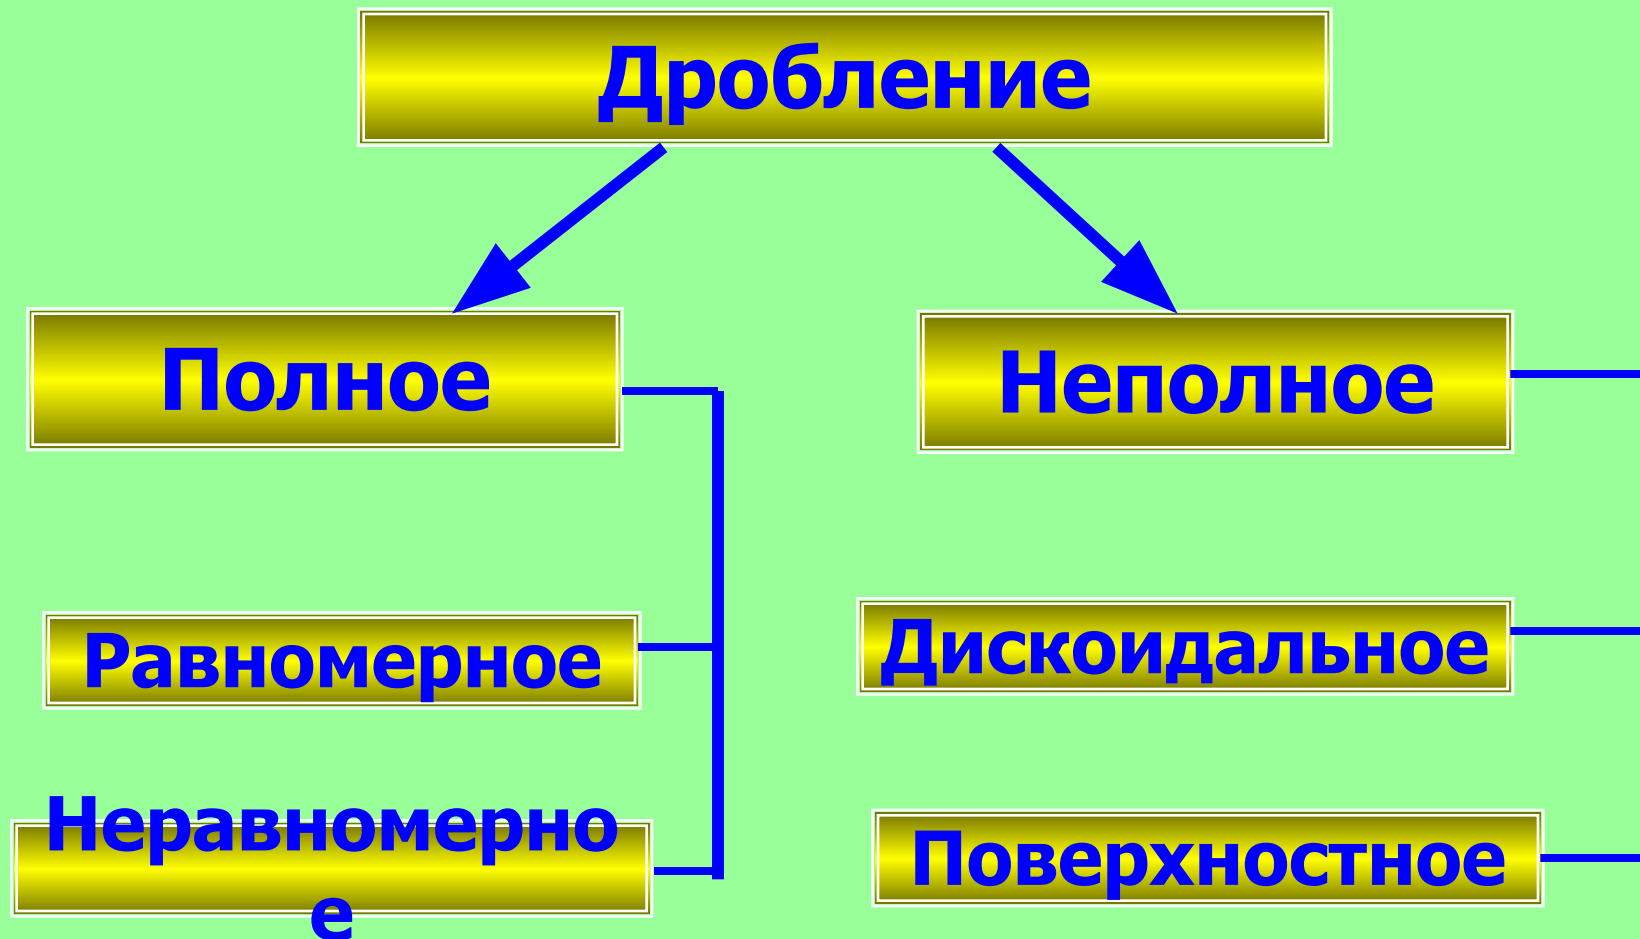 Дробление
Полное
Неполное
Равномерное
Дискоидальное
Неравномерно
е
Поверхностное